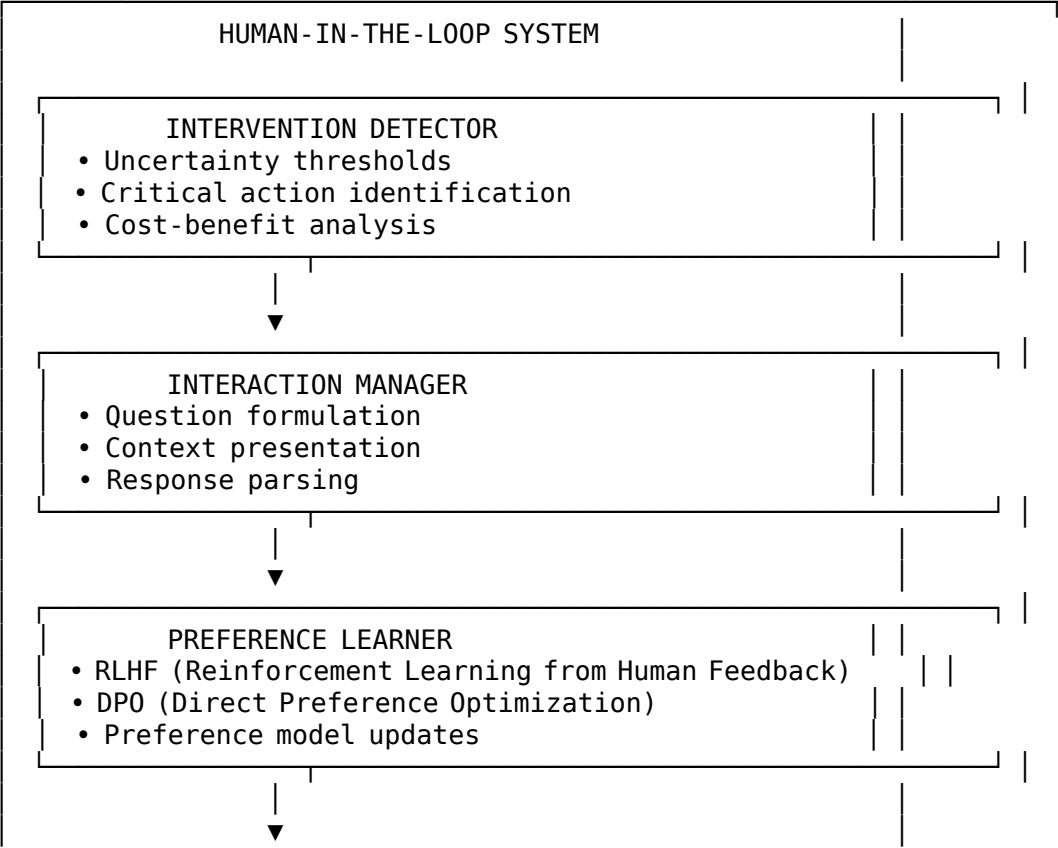 HUMAN-IN-THE-LOOP SYSTEM
INTERVENTION DETECTOR
• Uncertainty thresholds
• Critical action identification
• Cost-benefit analysis
▼
INTERACTION MANAGER
• Question formulation
• Context presentation
• Response parsing
▼
PREFERENCE LEARNER
• RLHF (Reinforcement Learning from Human Feedback)
• DPO (Direct Preference Optimization)
• Preference model updates
▼